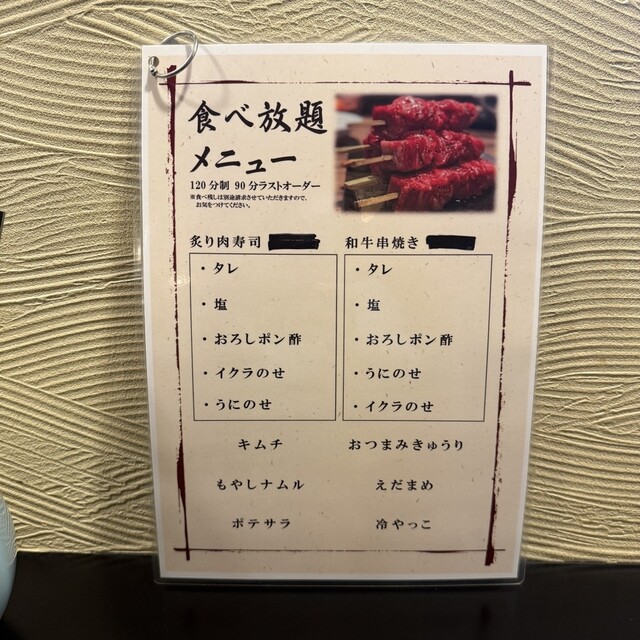 食べ放題
メニュー
120分制 90分ラストオーダー
※食べ残しは別途請求させていただきますので、
お気をつけてください。
炙り肉寿司
・タレ
・塩
・おろしポン酢
・イクラのせ
・うにのせ
和牛串焼き
・タレ
・塩
・おろしポン酢
・うにのせ
・イクラのせ
キムチ おつまみきゅうり
もやしナムル えだまめ
ポテサラ 冷やっこ